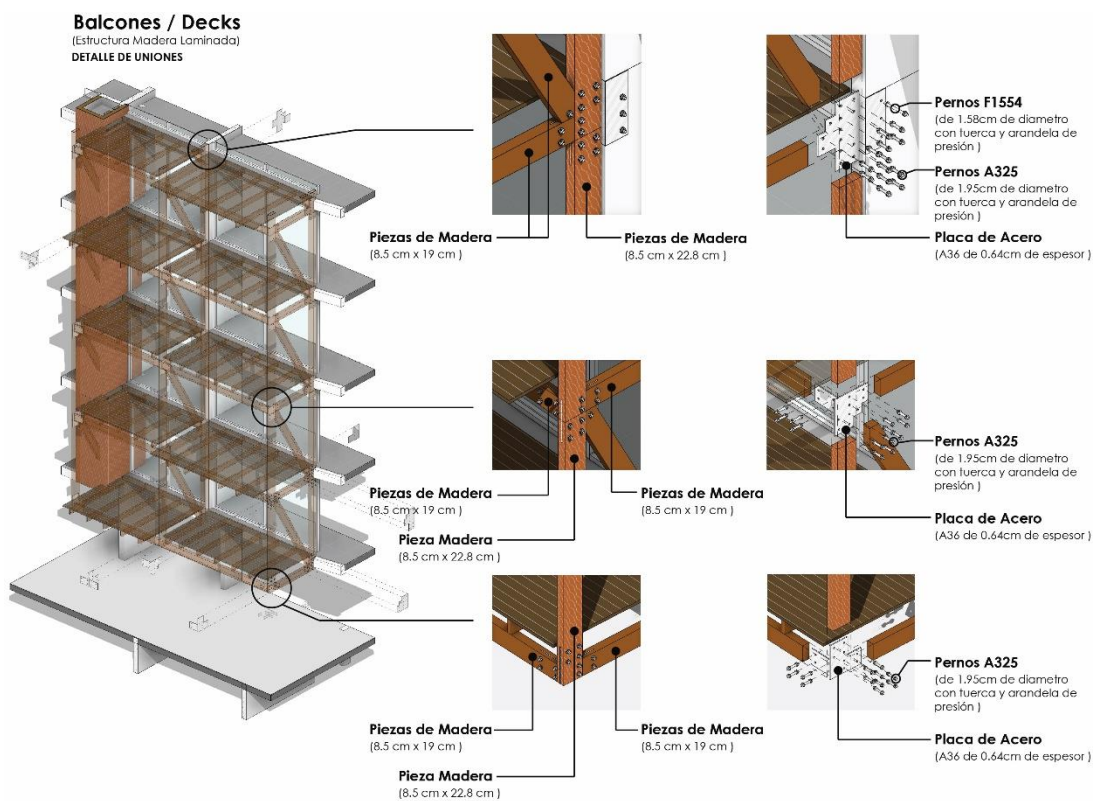 Balcones / Decks
(Estructura Madera Laminada)
DETALLE DE UNIONES
Piezas de Madera
(8.5 cm x 19 cm )
Piezas de Madera
(8.5 cm x 22.8 cm )
Pernos F1554
(de 1.58cm de diametro
con tuerca y arandela de
presión )
Pernos A325
(de 1.95cm de diametro
con tuerca y arandela de
presión )
Placa de Acero
(A36 de 0.64cm de espesor )
Piezas de Madera
(8.5 cm x 19 cm )
Pieza Madera
(8.5 cm x 22.8 cm )
Piezas de Madera
(8.5 cm x 19 cm )
Pernos A325
(de 1.95cm de diametro
con tuerca y arandela de
presión )
Placa de Acero
(A36 de 0.64cm de espesor )
Piezas de Madera
(8.5 cm x 19 cm )
Pieza Madera
(8.5 cm x 22.8 cm )
Piezas de Madera
(8.5 cm x 19 cm )
Pernos A325
(de 1.95cm de diametro
con tuerca y arandela de
presión )
Placa de Acero
(A36 de 0.64cm de espesor )